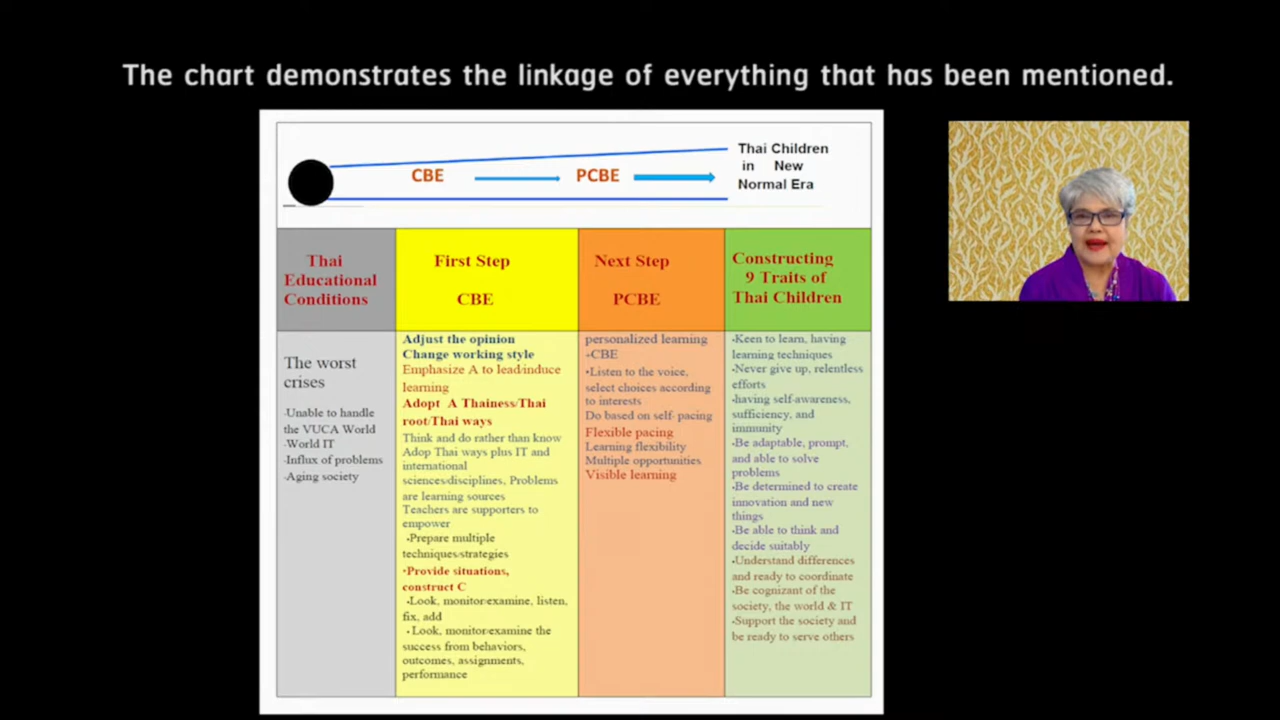 The chart demonstrates the linkage of everything that has been mentioned.
CBE
PCBE
Thai Children
in New
Normal Era
Thai
Educational
Conditions
First Step
CBE
Next Step
PCBE
Constructing
9 Traits of
Thai Children
The worst
crises
-Unable to handle
the VUCA World
-World IT
-Influx of problems
-Aging society
Adjust the opinion
Change working style
Emphasize A to lead/induce
learning
Adopt A Thainess/Thai
root/Thai ways
Think and do rather than know
Adop Thai ways plus IT and
international
sciences/disciplines, Problems
are learning sources
Teachers are supporters to
empower
•Prepare multiple
techniques/strategies
•Provide situations,
construct C
•Look, monitor/examine, listen,
fix, add
•Look, monitor/examine the
success from behaviors,
outcomes, assignments,
performance
personalized learning
+CBE
•Listen to the voice,
select choices according
to interests
Do based on self- pacing
Flexible pacing
Learning flexibility
Multiple opportunities
Visible learning
•Keen to learn, having
learning techniques
•Never give up, relentless
efforts
•having self-awareness,
sufficiency, and
immunity
•Be adaptable, prompt,
and able to solve
problems
•Be determined to create
innovation and new
things
•Be able to think and
decide suitably
•Understand differences
and ready to coordinate
•Be cognizant of the
society, the world & IT
•Support the society and
be ready to serve others